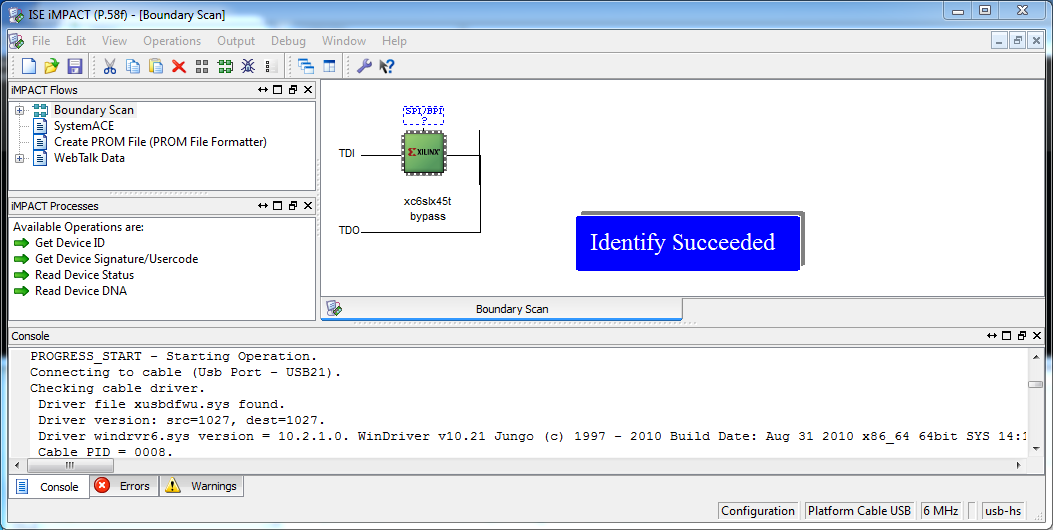 ISE iMPACT (P.58f) - [Boundary Scan]
File Edit View Operations Output Debug Window Help
iMPACT Flows
Boundary Scan
SystemACE
Create PROM File (PROM File Formatter)
WebTalk Data
iMPACT Processes
Available Operations are:
Get Device ID
Get Device Signature/Usercode
Read Device Status
Read Device DNA
SPI/BPI
?
TDI
XILINX
xc6slx45t
bypass
TDO
Identify Succeeded
Boundary Scan
Console
PROGRESS_START - Starting Operation.
Connecting to cable (Usb Port - USB21).
Checking cable driver.
Driver file xusbdfwu.sys found.
Driver version: src=1027, dest=1027.
Driver windrvr6.sys version = 10.2.1.0. WinDriver v10.21 Jungo (c) 1997 - 2010 Build Date: Aug 31 2010 x86_64 64bit SYS 14:1
Cable PID = 0008.
Console Errors Warnings
Configuration Platform Cable USB 6 MHz usb-hs